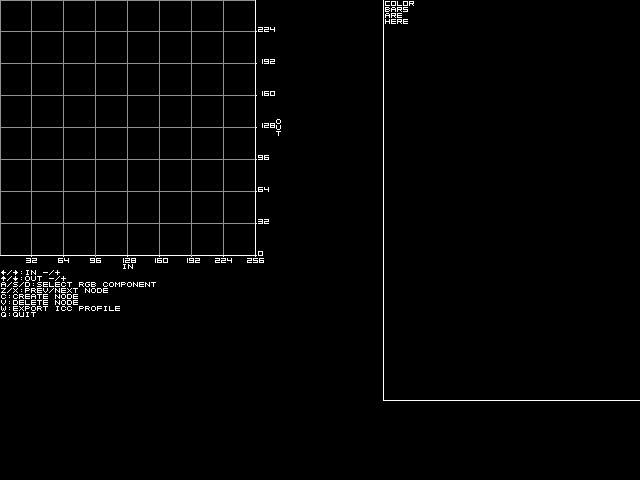 224
192
160
128
OUT
96
64
32
0
32 64 96 128 160 192 224 256
IN
←/→:IN -/+
↑/↓:OUT -/+
A/S/D:SELECT RGB COMPONENT
Z/X:PREV/NEXT NODE
C:CREATE NODE
V:DELETE NODE
W:EXPORT ICC PROFILE
Q:QUIT
COLOR
BARS
ARE
HERE